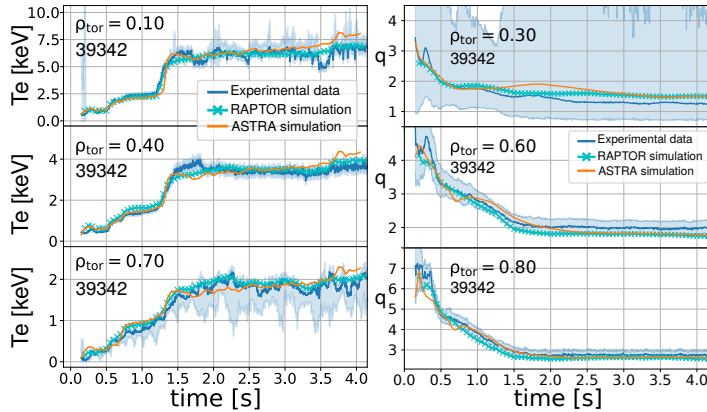 10.0
7.5
5.0
2.5
0.0
Te [keV]
ρtor = 0.10
39342
Experimental data
RAPTOR simulation
ASTRA simulation
4
2
0
Te [keV]
ρtor = 0.40
39342
4
2
0
Te [keV]
ρtor = 0.70
39342
0.0 0.5 1.0 1.5 2.0 2.5 3.0 3.5 4.0
time [s]
4
3
2
1
q
ρtor = 0.30
39342
4
3
2
q
ρtor = 0.60
39342
Experimental data
RAPTOR simulation
ASTRA simulation
7
6
5
4
3
q
ρtor = 0.80
39342
0.0 0.5 1.0 1.5 2.0 2.5 3.0 3.5 4.0
time [s]